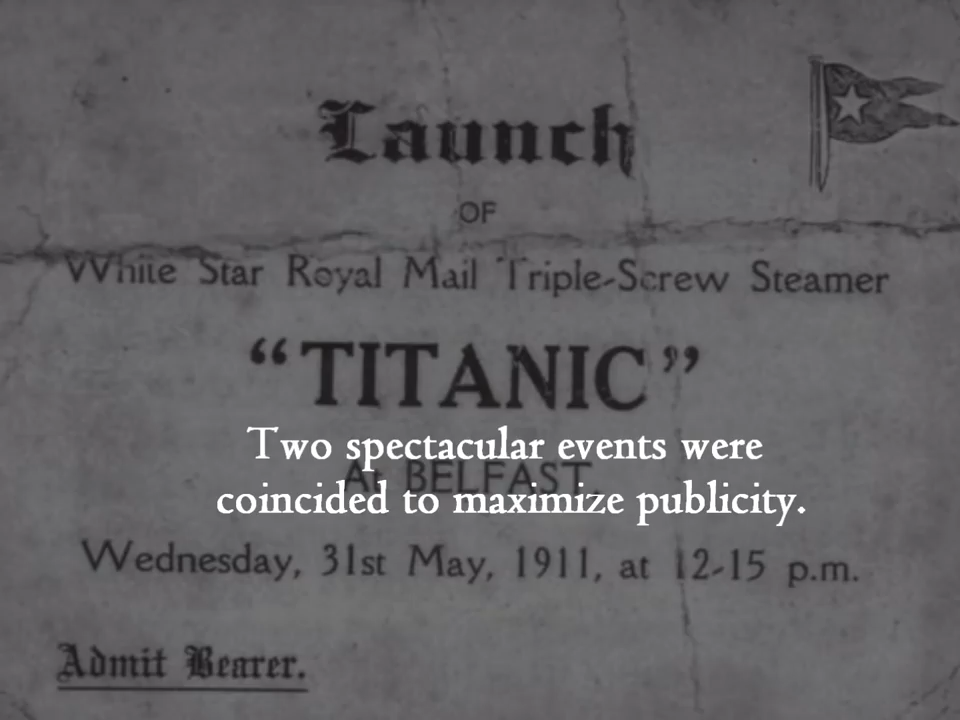 Launch
OF
White Star Royal Mail Triple-Screw Steamer
"TITANIC"
Two spectacular events were
At BELFAST,
coincided to maximize publicity.
Wednesday, 31st May, 1911, at 12-15 p.m.
Admit Bearer.